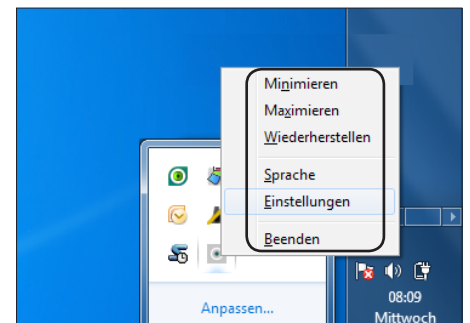 Minimieren
Maximieren
Wiederherstellen
Sprache
Einstellungen
Beenden
Anpassen...
08:09
Mittwoch